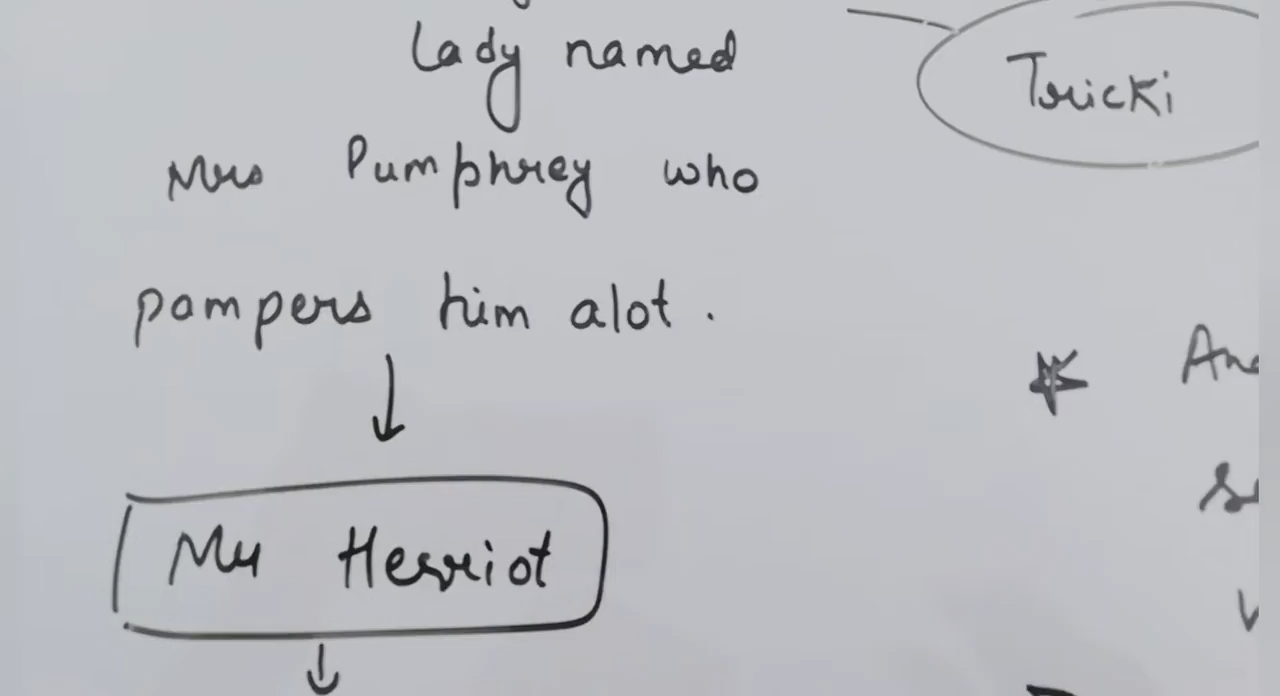 lady named
Tricki
Mrs Pumphrey who
pampers him alot.
Mr Herriot